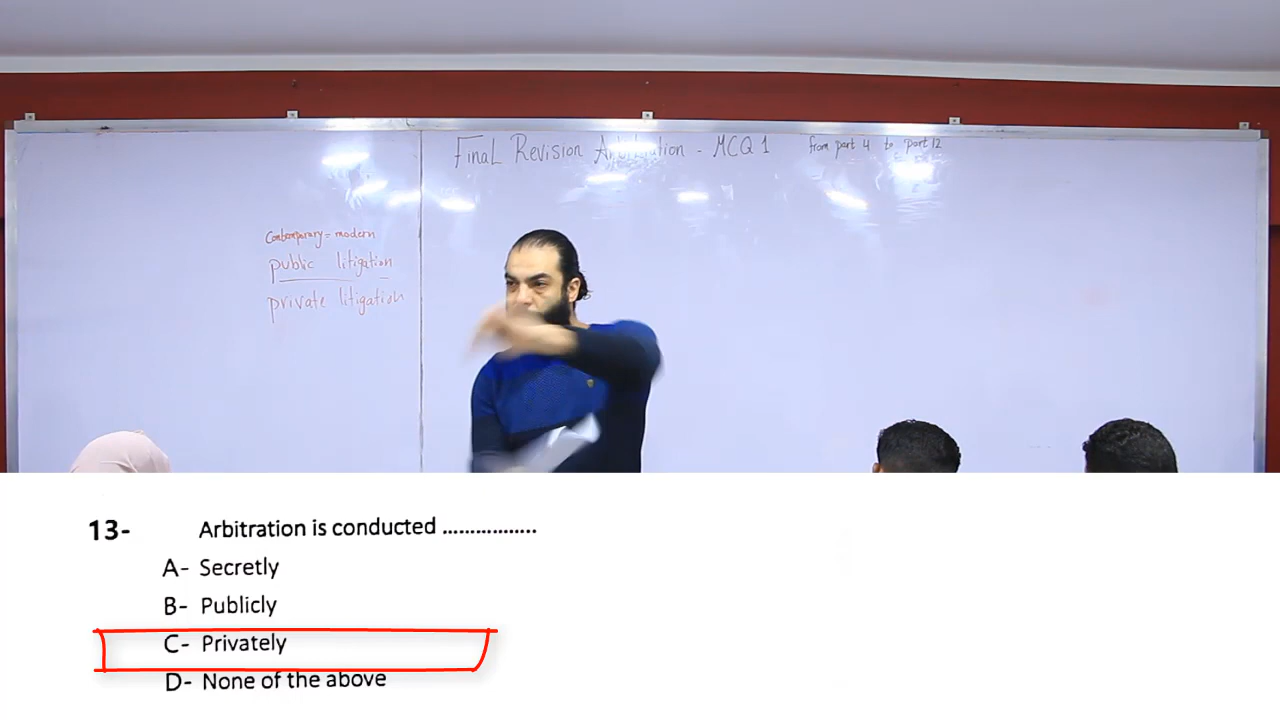 Final Revision Arbitration - MCQ 1 from part 4 to part 12
Contemporary = modern
public litigation
private litigation
13- Arbitration is conducted .................
A- Secretly
B- Publicly
C- Privately
D- None of the above